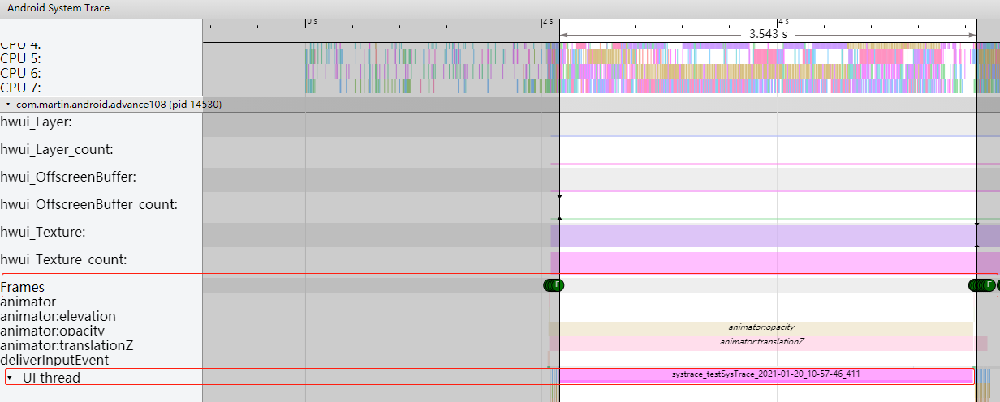 Android System Trace
0 s
2 s
4 s
3.543 s
CPU 4:
CPU 5:
CPU 6:
CPU 7:
com.martin.android.advance108 (pid 14530)
hwui_Layer:
hwui_Layer_count:
hwui_OffscreenBuffer:
hwui_OffscreenBuffer_count:
hwui_Texture:
hwui_Texture_count:
Frames
F
F
animator
animator:elevation
animator:opacity
animator:opacity
animator:translationZ
animator:translationZ
deliverInputEvent
UI thread
systrace_testSysTrace_2021-01-20_10-57-46_411